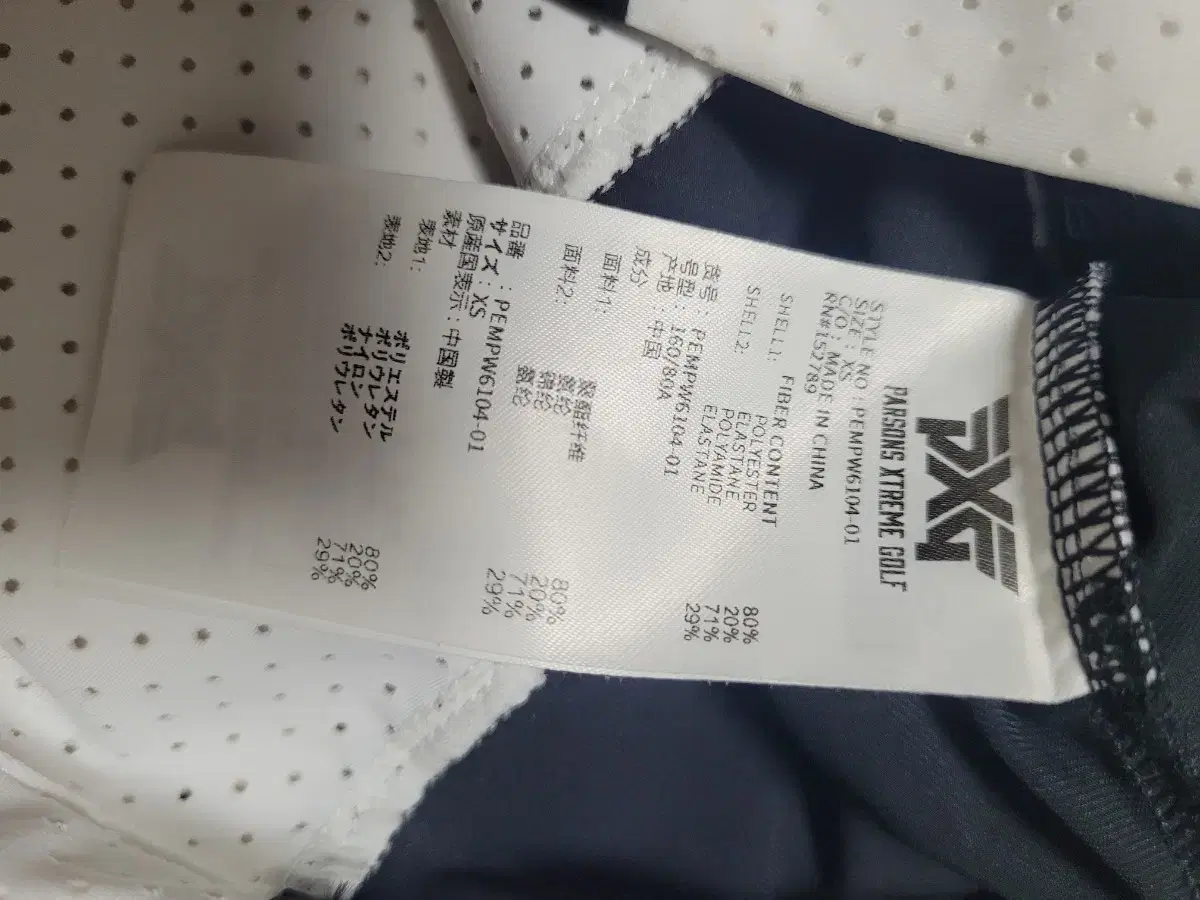 PXG
PARSONS XTREME GOLF
STYLE NO : PEMPW6104-01
SIZE : XS
C/O : MADE IN CHINA
RN#152789
FIBER CONTENT
SHELL1: POLYESTER 80%
ELASTANE 20%
SHELL2: POLYAMIDE 71%
ELASTANE 29%
货号: PEMPW6104-01
号型: 160/80A
产地: 中国
成分
面料1: 聚酯纤维 80%
氨纶 20%
面料2: 锦纶 71%
氨纶 29%
品番 : PEMPW6104-01
サイズ : XS
原産国表示 : 中国製
素材
表地1: ポリエステル 80%
ポリウレタン 20%
表地2: ナイロン 71%
ポリウレタン 29%